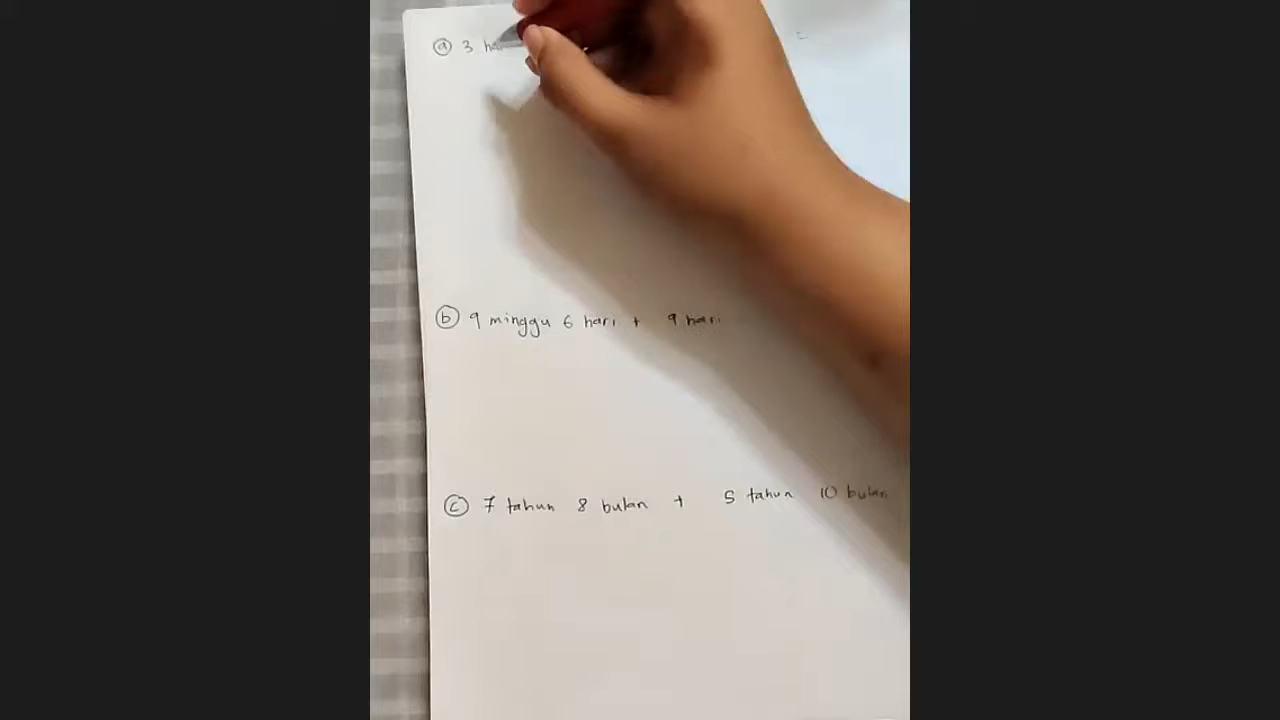 ⓐ 3
ⓑ 9 minggu 6 hari + 9 hari
ⓒ 7 tahun 8 bulan + 5 tahun 10 bulan